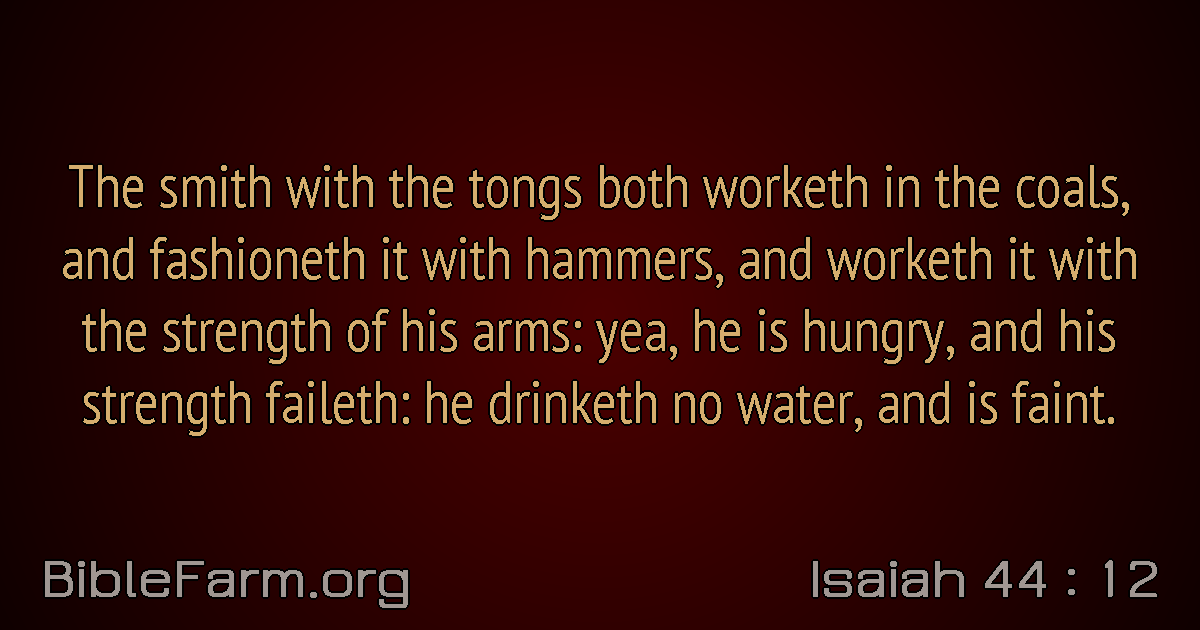 The smith with the tongs both worketh in the coals,
and fashioneth it with hammers, and worketh it with
the strength of his arms: yea, he is hungry, and his
strength faileth: he drinketh no water, and is faint.
BibleFarm.org
Isaiah 44 : 12